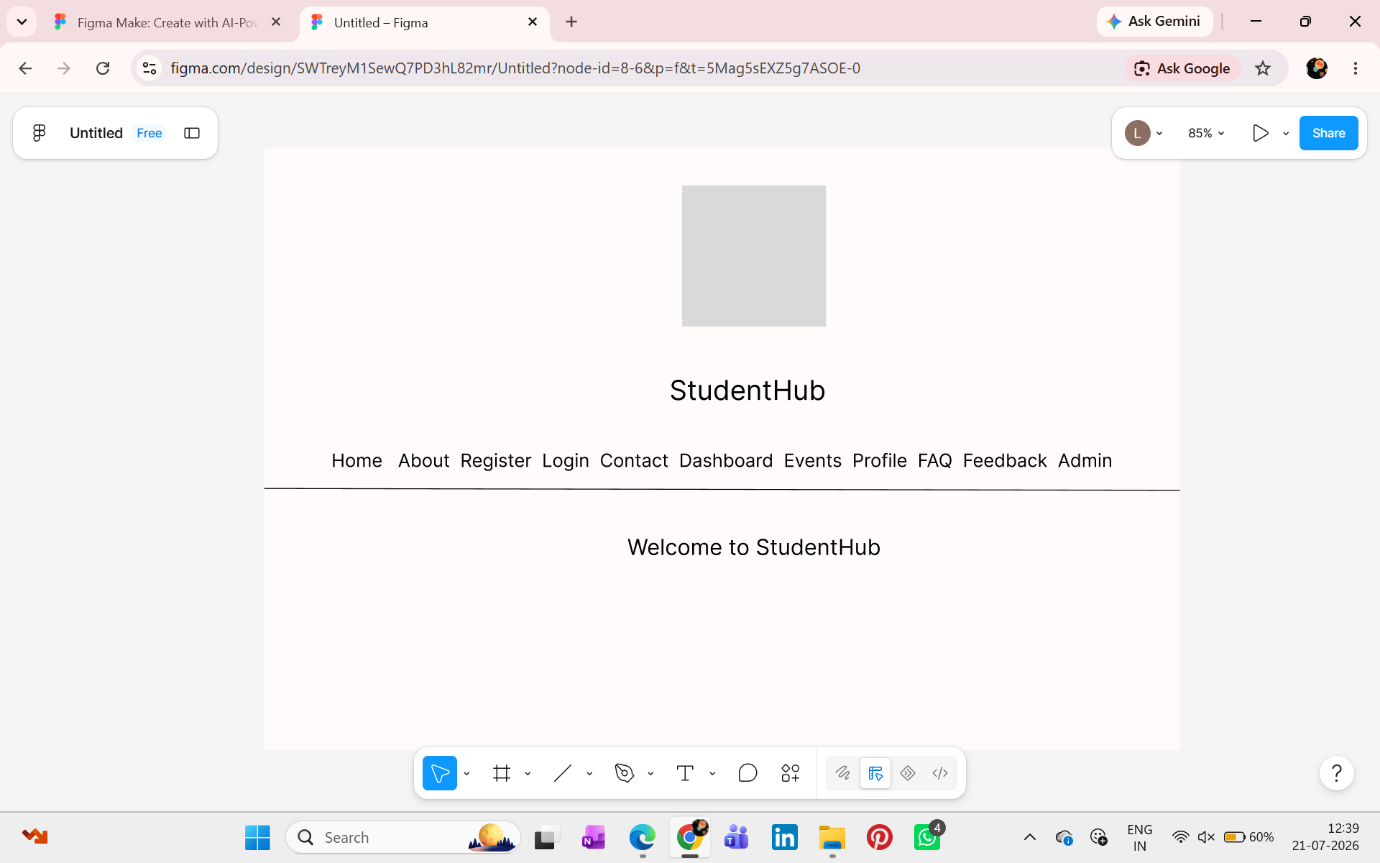 Figma Make: Create with AI-Po
Untitled – Figma
Ask Gemini
figma.com/design/SWTreyM1SewQ7PD3hL82mr/Untitled?node-id=8-6&p=f&t=5Mag5sEXZ5g7ASOE-0
Ask Google
Untitled Free
L
85%
Share
StudentHub
Home About Register Login Contact Dashboard Events Profile FAQ Feedback Admin
Welcome to StudentHub
?
Search
4
ENG
IN
60%
12:39
21-07-2026